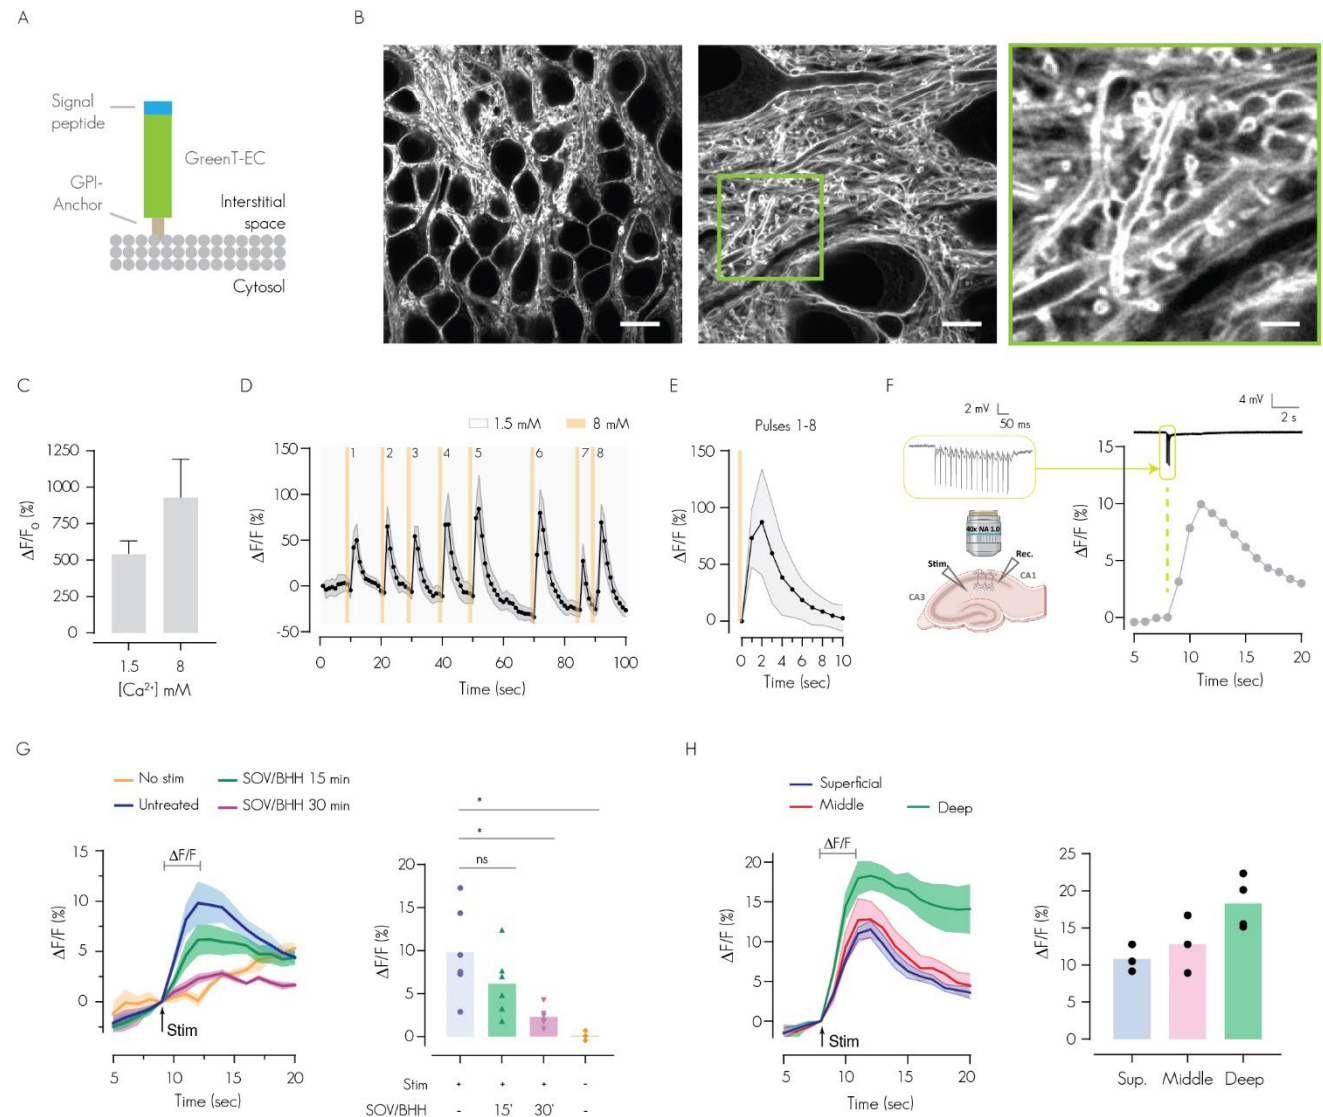 A
Signal
peptide
GreenT-EC
GPI-
Anchor
Interstitial
space
Cytosol
B
C
ΔF/F₀ (%)
1250
1000
750
500
250
0
1.5
8
[Ca²⁺] mM
D
1.5 mM
8 mM
ΔF/F (%)
150
100
50
0
-50
1
2
3
4
5
6
7
8
0
20
40
60
80
100
Time (sec)
E
Pulses 1-8
ΔF/F (%)
150
100
50
0
0
2
4
6
8
10
Time (sec)
F
2 mV
50 ms
4 mV
2 s
40x NA 1.0
Stim.
Rec.
CA1
CA3
ΔF/F (%)
15
10
5
0
5
10
15
20
Time (sec)
G
No stim
SOV/BHH 15 min
Untreated
SOV/BHH 30 min
ΔF/F
ΔF/F (%)
15
10
5
0
Stim
5
10
15
20
Time (sec)
*
*
ns
ΔF/F (%)
20
15
10
5
0
Stim + + + -
SOV/BHH - 15' 30' -
H
Superficial
Middle
Deep
ΔF/F
ΔF/F (%)
20
15
10
5
0
Stim
5
10
15
20
Time (sec)
ΔF/F (%)
25
20
15
10
5
0
Sup. Middle Deep